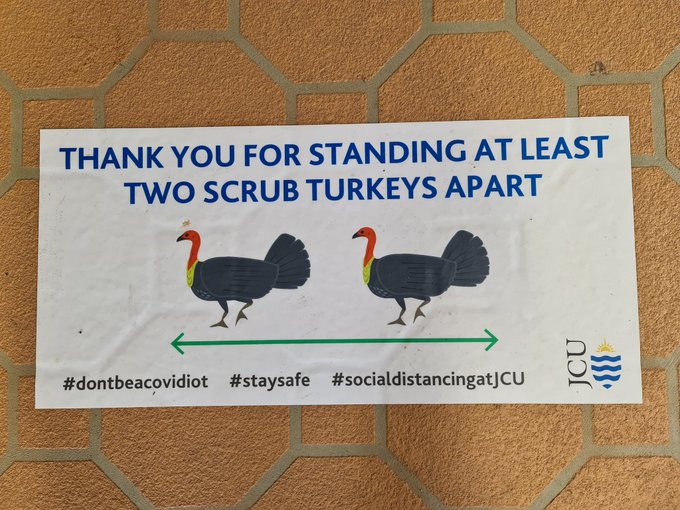 THANK YOU FOR STANDING AT LEAST
TWO SCRUB TURKEYS APART
#dontbeacovidiot #staysafe #socialdistancingatJCU
JCU